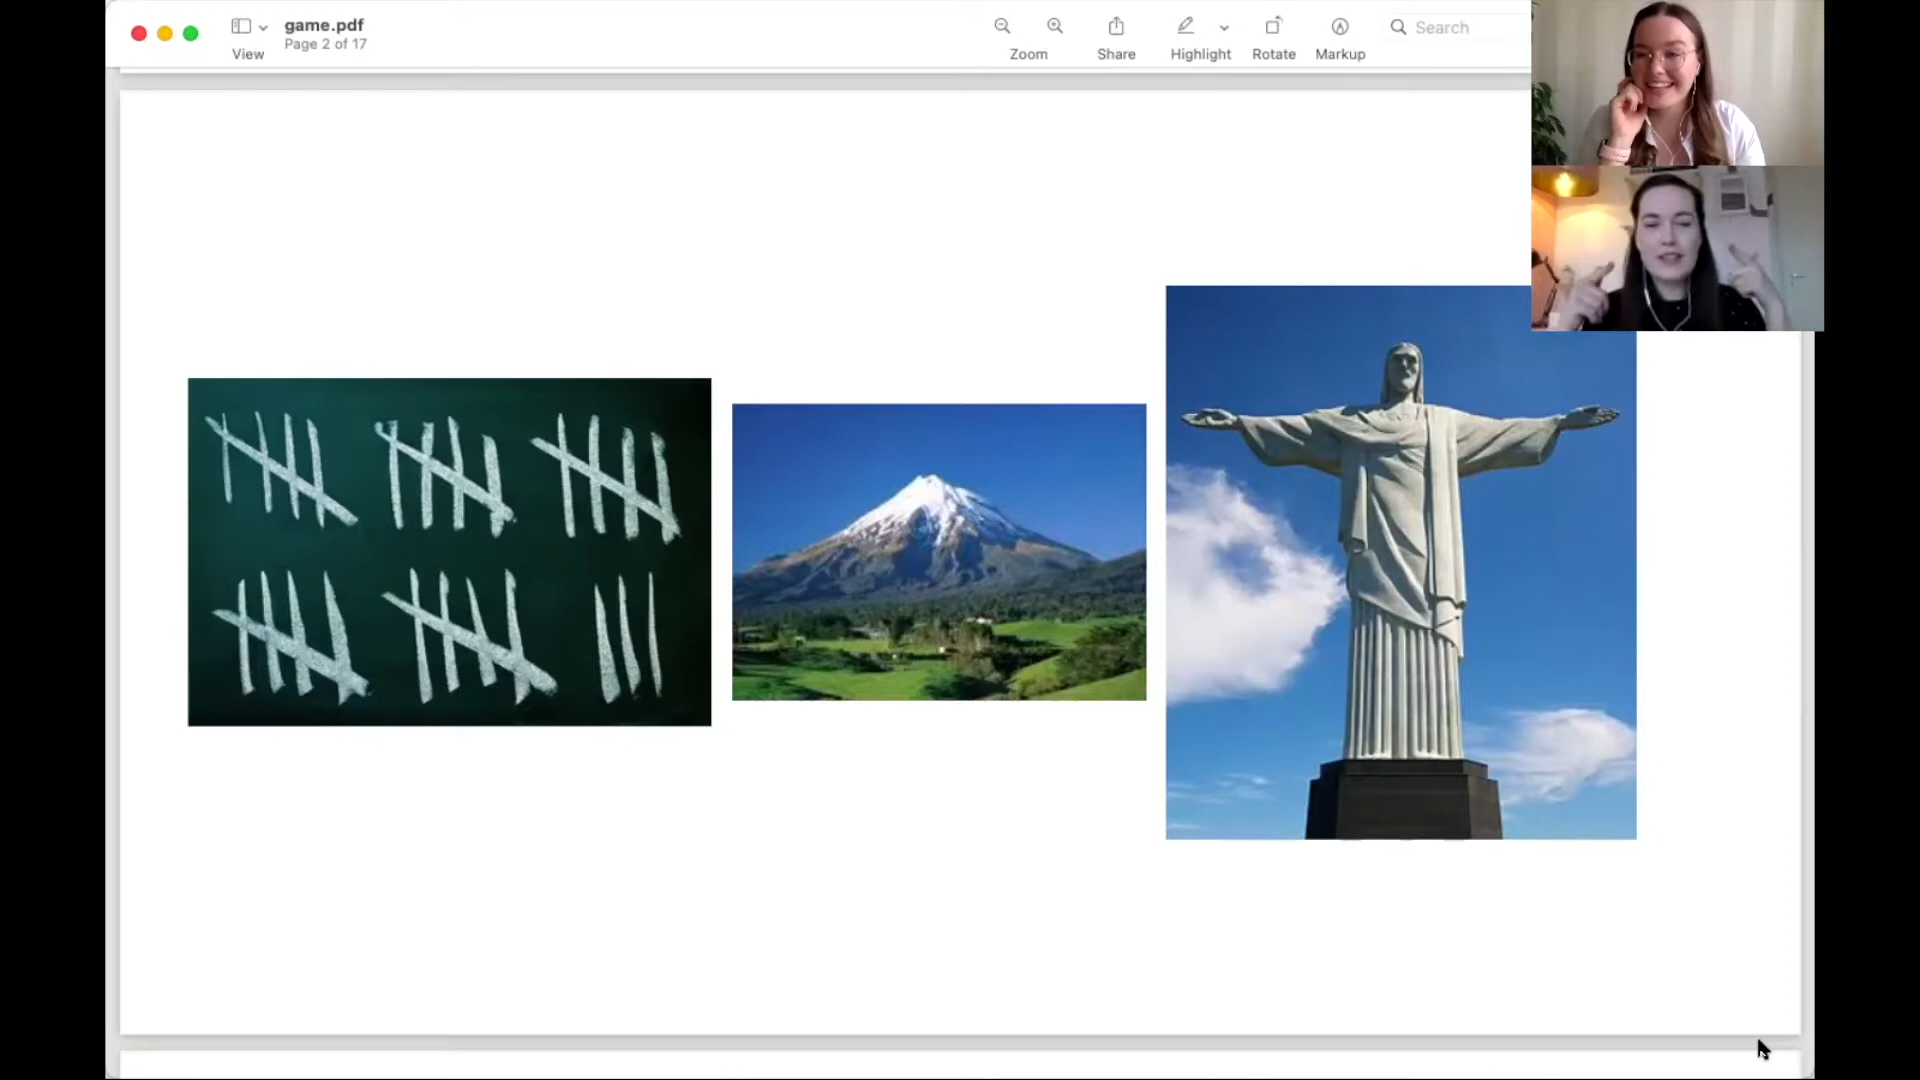 game.pdf
Page 2 of 17
View
Zoom
Share
Highlight
Rotate
Markup
Search